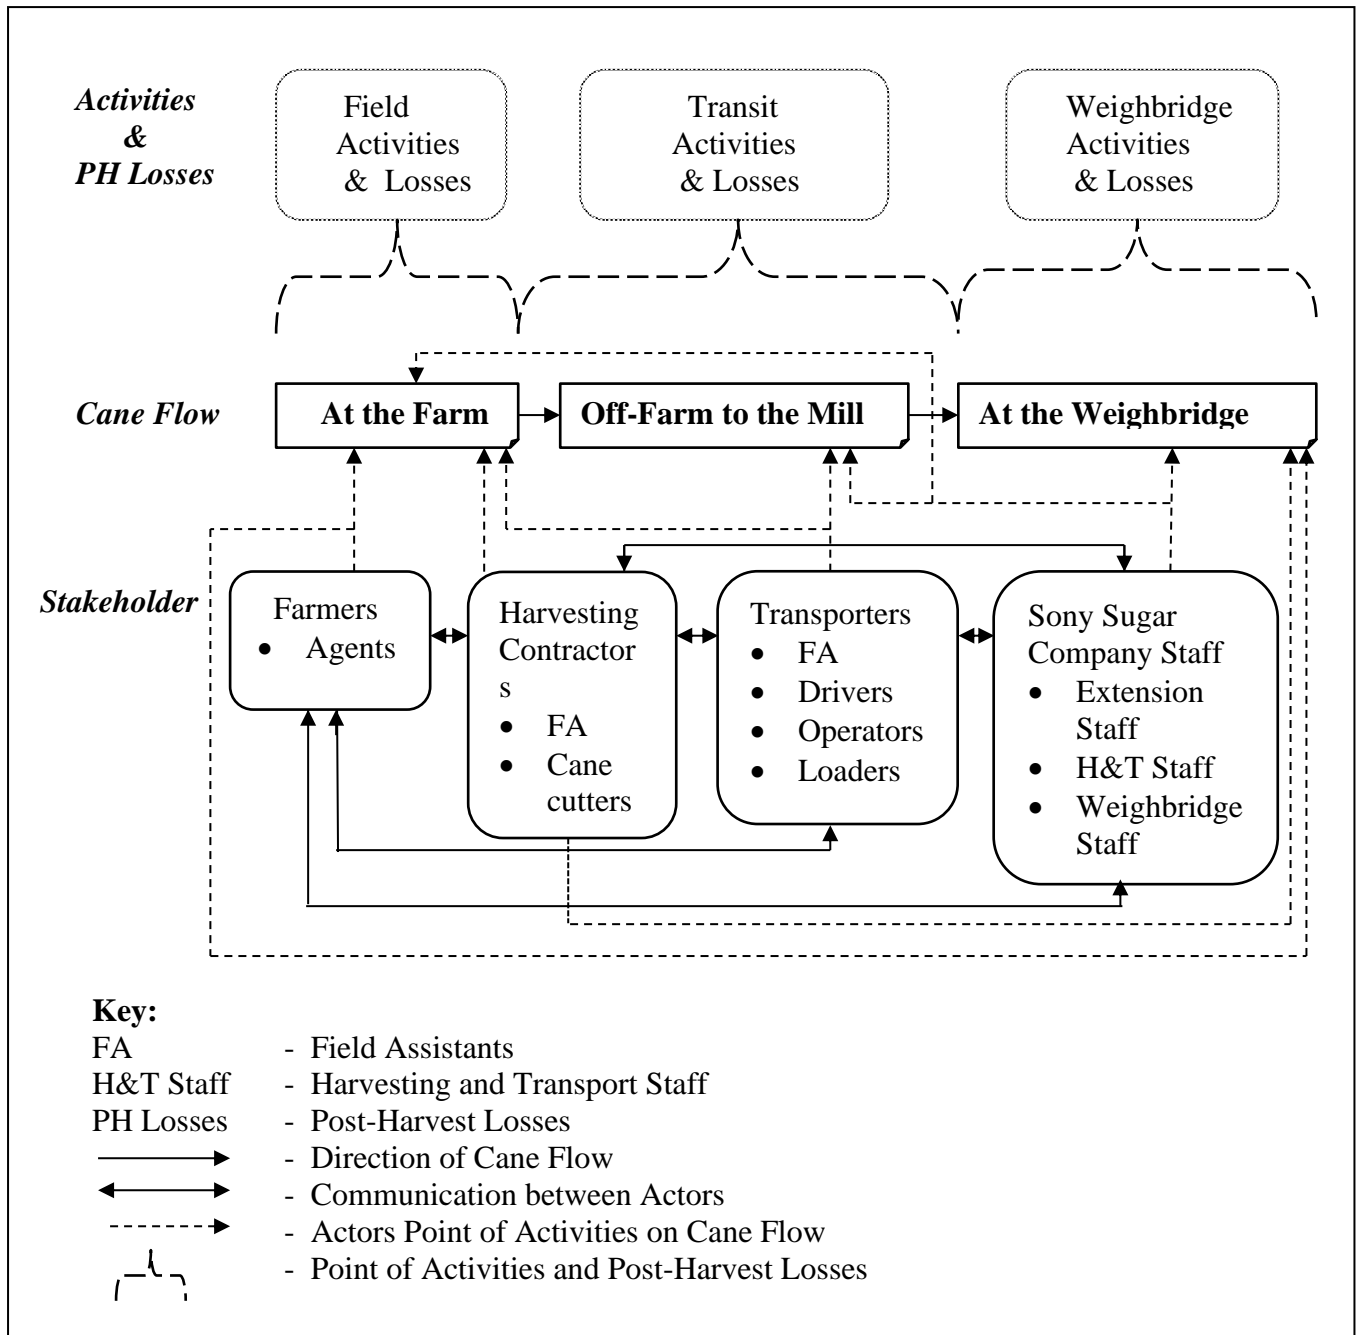 Activities
&
PH Losses
Field
Activities
& Losses
Transit
Activities
& Losses
Weighbridge
Activities
& Losses
Cane Flow
At the Farm
Off-Farm to the Mill
At the Weighbridge
Stakeholder
Farmers
• Agents
Harvesting
Contractor
s
• FA
• Cane
cutters
Transporters
• FA
• Drivers
• Operators
• Loaders
Sony Sugar
Company Staff
• Extension
Staff
• H&T Staff
• Weighbridge
Staff
Key:
FA - Field Assistants
H&T Staff - Harvesting and Transport Staff
PH Losses - Post-Harvest Losses
- Direction of Cane Flow
- Communication between Actors
- Actors Point of Activities on Cane Flow
- Point of Activities and Post-Harvest Losses